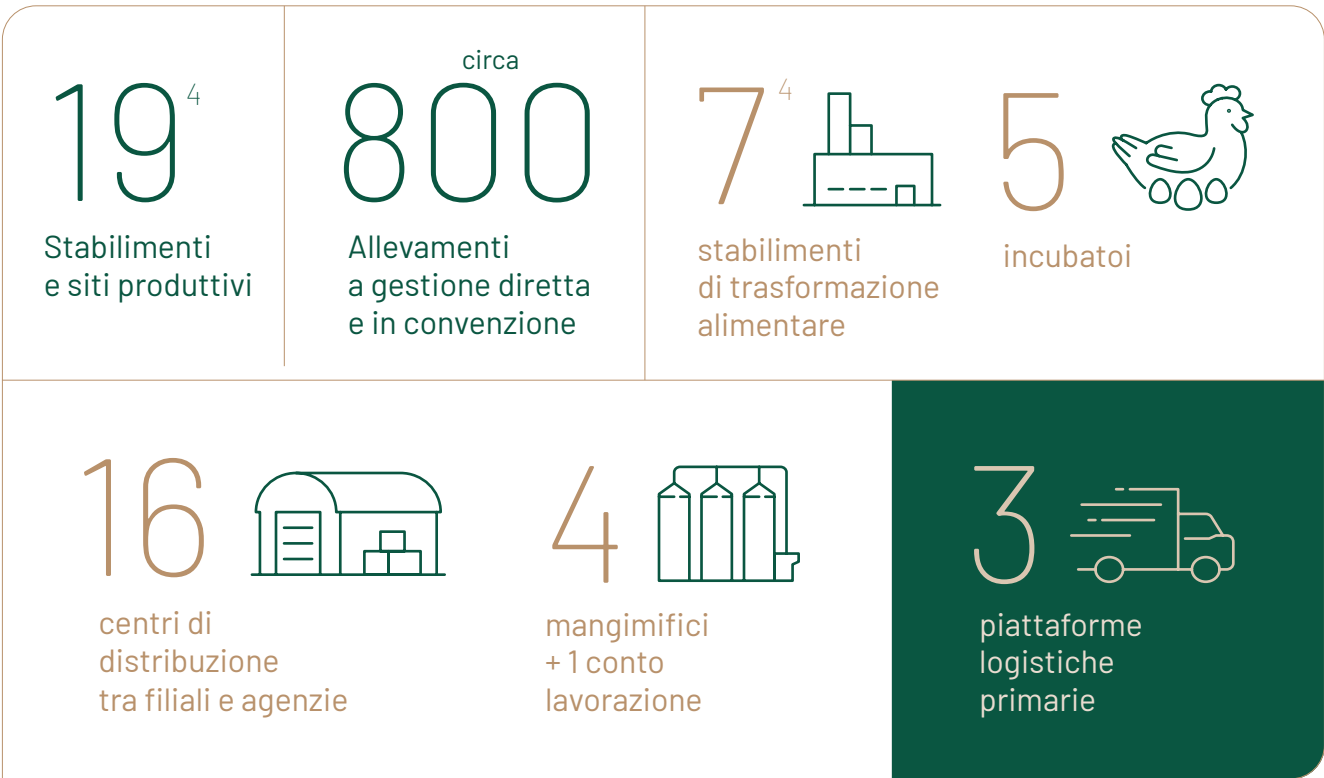 19 4
Stabilimenti
e siti produttivi
circa
800
Allevamenti
a gestione diretta
e in convenzione
7 4
stabilimenti
di trasformazione
alimentare
5
incubatoi
16
centri di
distribuzione
tra filiali e agenzie
4
mangimifici
+ 1 conto
lavorazione
3
piattaforme
logistiche
primarie